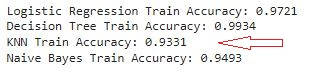 Logistic Regression Train Accuracy: 0.9721
Decision Tree Train Accuracy: 0.9934
KNN Train Accuracy: 0.9331
Naive Bayes Train Accuracy: 0.9493